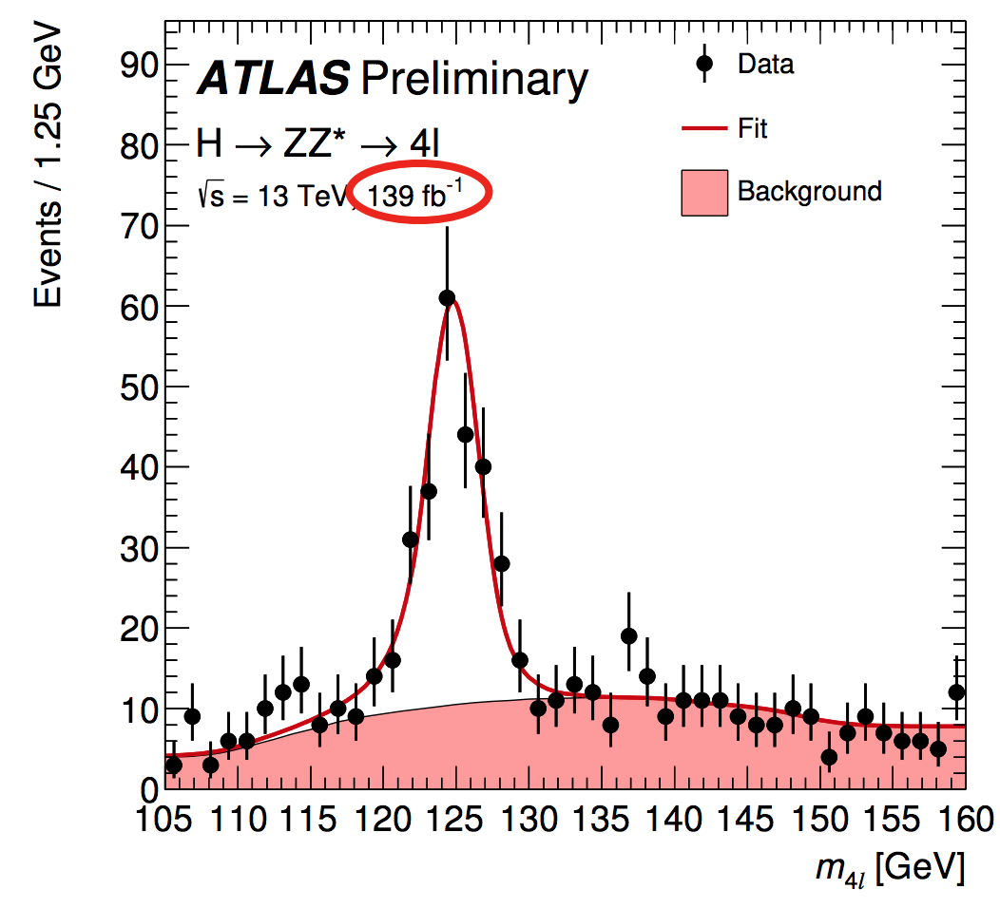 Events / 1.25 GeV
ATLAS Preliminary
H → ZZ* → 4l
√s = 13 TeV, 139 fb⁻¹
Data
Fit
Background
90
80
70
60
50
40
30
20
10
0
105 110 115 120 125 130 135 140 145 150 155 160
m₄ₗ [GeV]